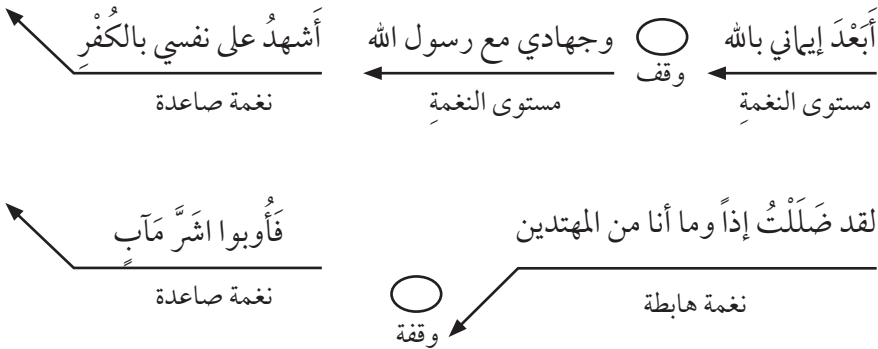 أَبَعْدَ إيماني بالله وجهادي مع رسول الله أَشهدُ على نفسي بالكُفْرِ
وقف
مستوى النغمةِ مستوى النغمةِ نغمة صاعدة
لقد ضَلَلْتُ إذاً وما أنا من المهتدين فَأُوبوا اشَرَّ مَآبٍ
نغمة هابطة نغمة صاعدة
وقفة